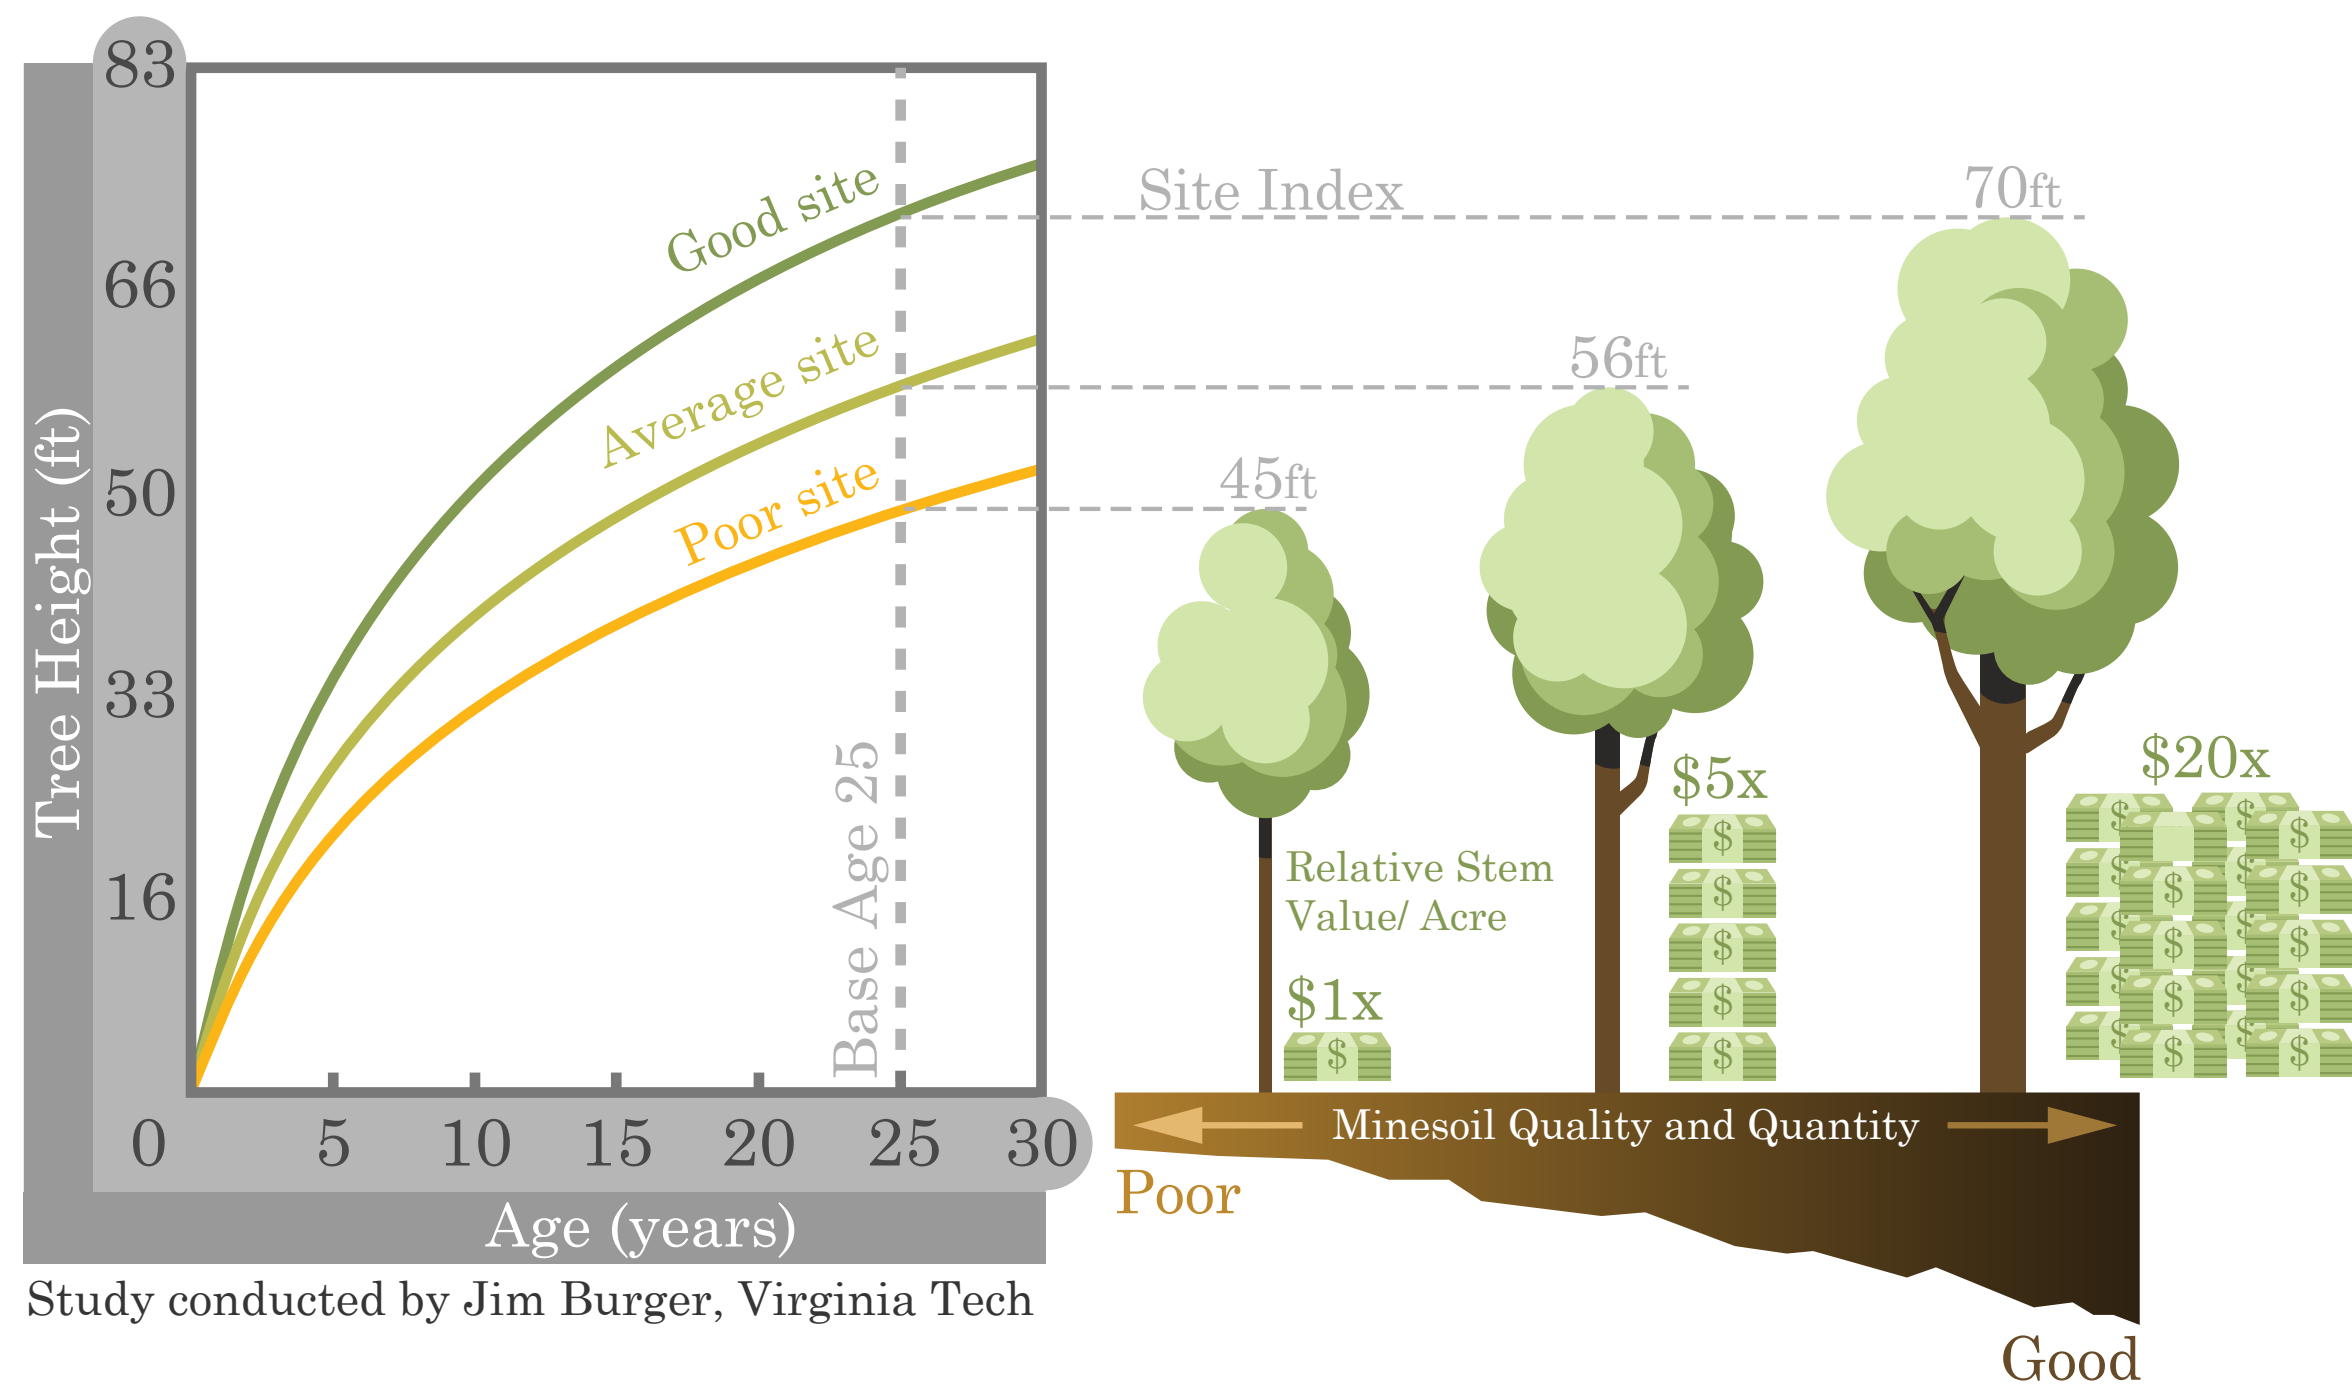 83
66
50
33
16
Tree Height (ft)
Good site
Average site
Poor site
Base Age 25
0 5 10 15 20 25 30
Age (years)
Study conducted by Jim Burger, Virginia Tech
Site Index
70ft
56ft
45ft
Relative Stem
Value/ Acre
$1x
$
$5x
$
$
$
$
$
$20x
$ $
$
$ $
$ $
$ $
$ $
$ $
$ $
$ $
$ $
$ $
Minesoil Quality and Quantity
Poor
Good